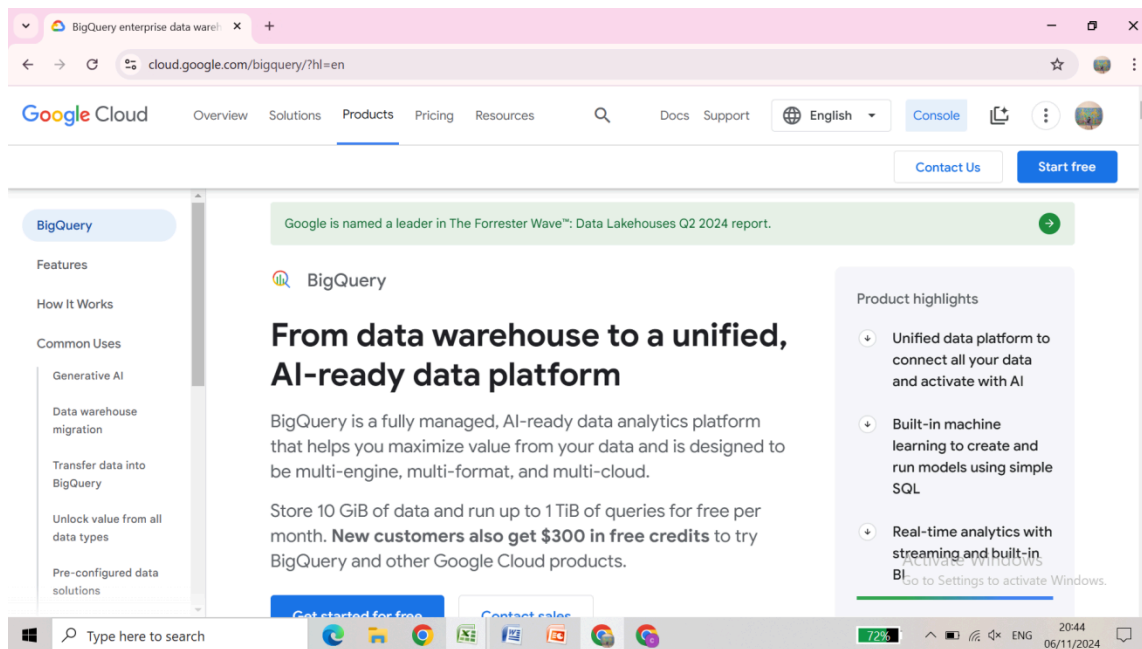 BigQuery enterprise data wareh
cloud.google.com/bigquery/?hl=en
Google Cloud
Overview
Solutions
Products
Pricing
Resources
Docs
Support
English
Console
Contact Us
Start free
BigQuery
Features
How It Works
Common Uses
Generative AI
Data warehouse
migration
Transfer data into
BigQuery
Unlock value from all
data types
Pre-configured data
solutions
Google is named a leader in The Forrester Wave™: Data Lakehouses Q2 2024 report.
BigQuery
From data warehouse to a unified,
AI-ready data platform
BigQuery is a fully managed, AI-ready data analytics platform
that helps you maximize value from your data and is designed to
be multi-engine, multi-format, and multi-cloud.
Store 10 GiB of data and run up to 1 TiB of queries for free per
month. New customers also get $300 in free credits to try
BigQuery and other Google Cloud products.
Get started for free
Contact sales
Product highlights
Unified data platform to
connect all your data
and activate with AI
Built-in machine
learning to create and
run models using simple
SQL
Real-time analytics with
streaming and built-in
BI
Activate Windows
Go to Settings to activate Windows.
Type here to search
72%
ENG
20:44
06/11/2024